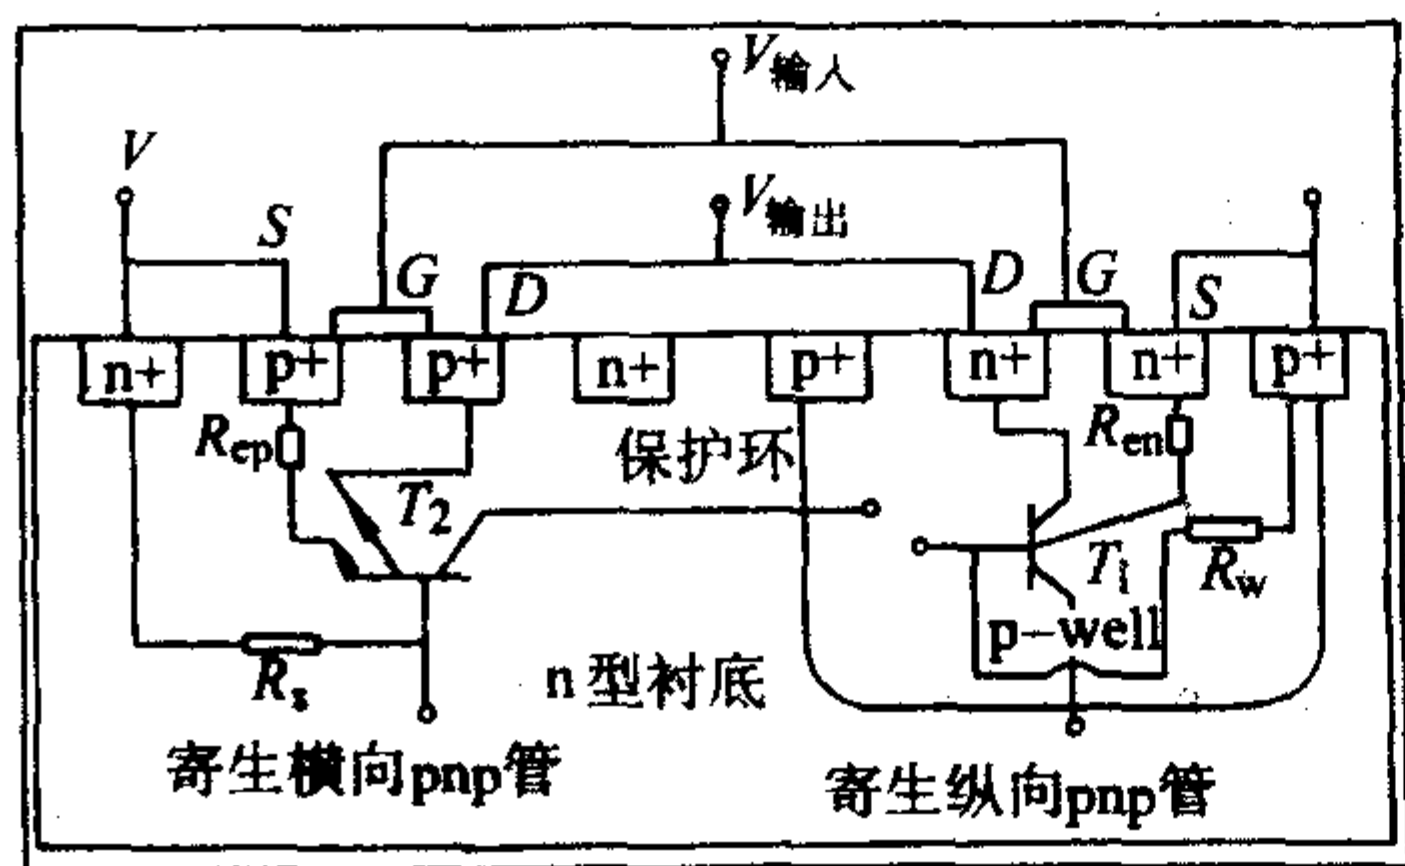 V输入
V
V输出
S
G
D
D
G
S
n+
p+
p+
n+
p+
n+
n+
p+
Rep
保护环
Ren
T2
T1
Rw
p-well
Rs
n型衬底
寄生横向pnp管
寄生纵向pnp管